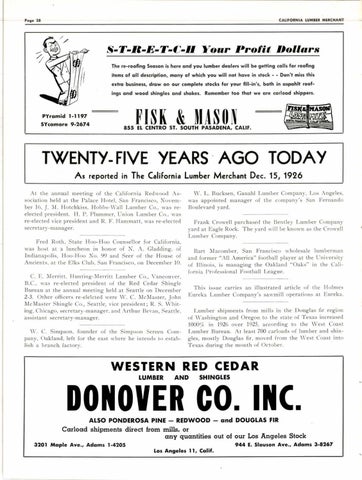 Page 38
CALIFORNIA LUMBER MERCHANT
S-T-R-E-T-C-H Your Profit Dollars
The re-roofing Season is here and you lumber dealers will be getting calls for roofing
items of all description, many of which you will not have in stock - - Don't miss this
extra business, draw on our complete stocks for your fill-in's, both in asphalt roof-
ings and wood shingles and shakes. Remember too that we are carload shippers.
PYramid 1-1197
SYcamore 9-2674
FISK & MASON
855 EL CENTRO ST. SOUTH PASADENA, CALIF.
FISK & MASON
TWENTY-FIVE YEARS AGO TODAY
As reported in The California Lumber Merchant Dec. 15, 1926
At the annual meeting of the California Redwood As-
sociation held at the Palace Hotel, San Francisco, Novem-
ber 16, J. M. Hotchkiss, Hobbs-Wall Lumber Co., was re-
elected president. H. P. Plummer, Union Lumber Co., was
re-elected vice president and R. F. Hammatt, was re-elected
secretary-manager.
Fred Roth, State Hoo-Hoo Counsellor for California,
was host at a luncheon in honor of N. A. Gladding, of
Indianapolis, Hoo-Hoo No. 99 and Seer of the House of
Ancients, at the Elks Club, San Francisco, on December 10.
C. E. Merritt, Hunting-Merritt Lumber Co., Vancouver,
B.C., was re-elected president of the Red Cedar Shingle
Bureau at the annual meeting held at Seattle on December
2-3. Other officers re-elected were W. C. McMaster, John
McMaster Shingle Co., Seattle, vice president; R. S. Whit-
ing, Chicago, secretary-manager, and Arthur Bevan, Seattle,
assistant secretary-manager.
W. C. Simpson, founder of the Simpson Screen Com-
pany, Oakland, left for the east where he intends to estab-
lish a branch factory.
W. L. Bucksen, Ganahl Lumber Company, Los Angeles,
was appointed manager of the company's San Fernando
Boulevard yard.
Frank Crowell purchased the Bentley Lumber Company
yard at Eagle Rock. The yard will be known as the Crowell
Lumber Company.
Bart Macomber, San Francisco wholesale lumberman
and former "All America" football player at the University
of Illinois, is managing the Oakland "Oaks" in the Cali-
fornia Professional Football League.
This issue carries an illustrated article of the Holmes
Eureka Lumber Company's sawmill operations at Eureka.
Lumber shipments from mills in the Douglas fir region
of Washington and Oregon to the state of Texas increased
1000% in 1926 over 1925, according to the West Coast
Lumber Bureau. At least 200 carloads of lumber and shin-
gles, mostly Douglas fir, moved from the West Coast into
Texas during the month of October.
WESTERN RED CEDAR
LUMBER AND SHINGLES
DONOVER CO. INC.
ALSO PONDEROSA PINE — REDWOOD — and DOUGLAS FIR
Carload shipments direct from mills, or
any quantities out of our Los Angeles Stock
3201 Maple Ave., Adams 1-4205
944 E. Slauson Ave., Adams 3-8267
Los Angeles 11, Calif.